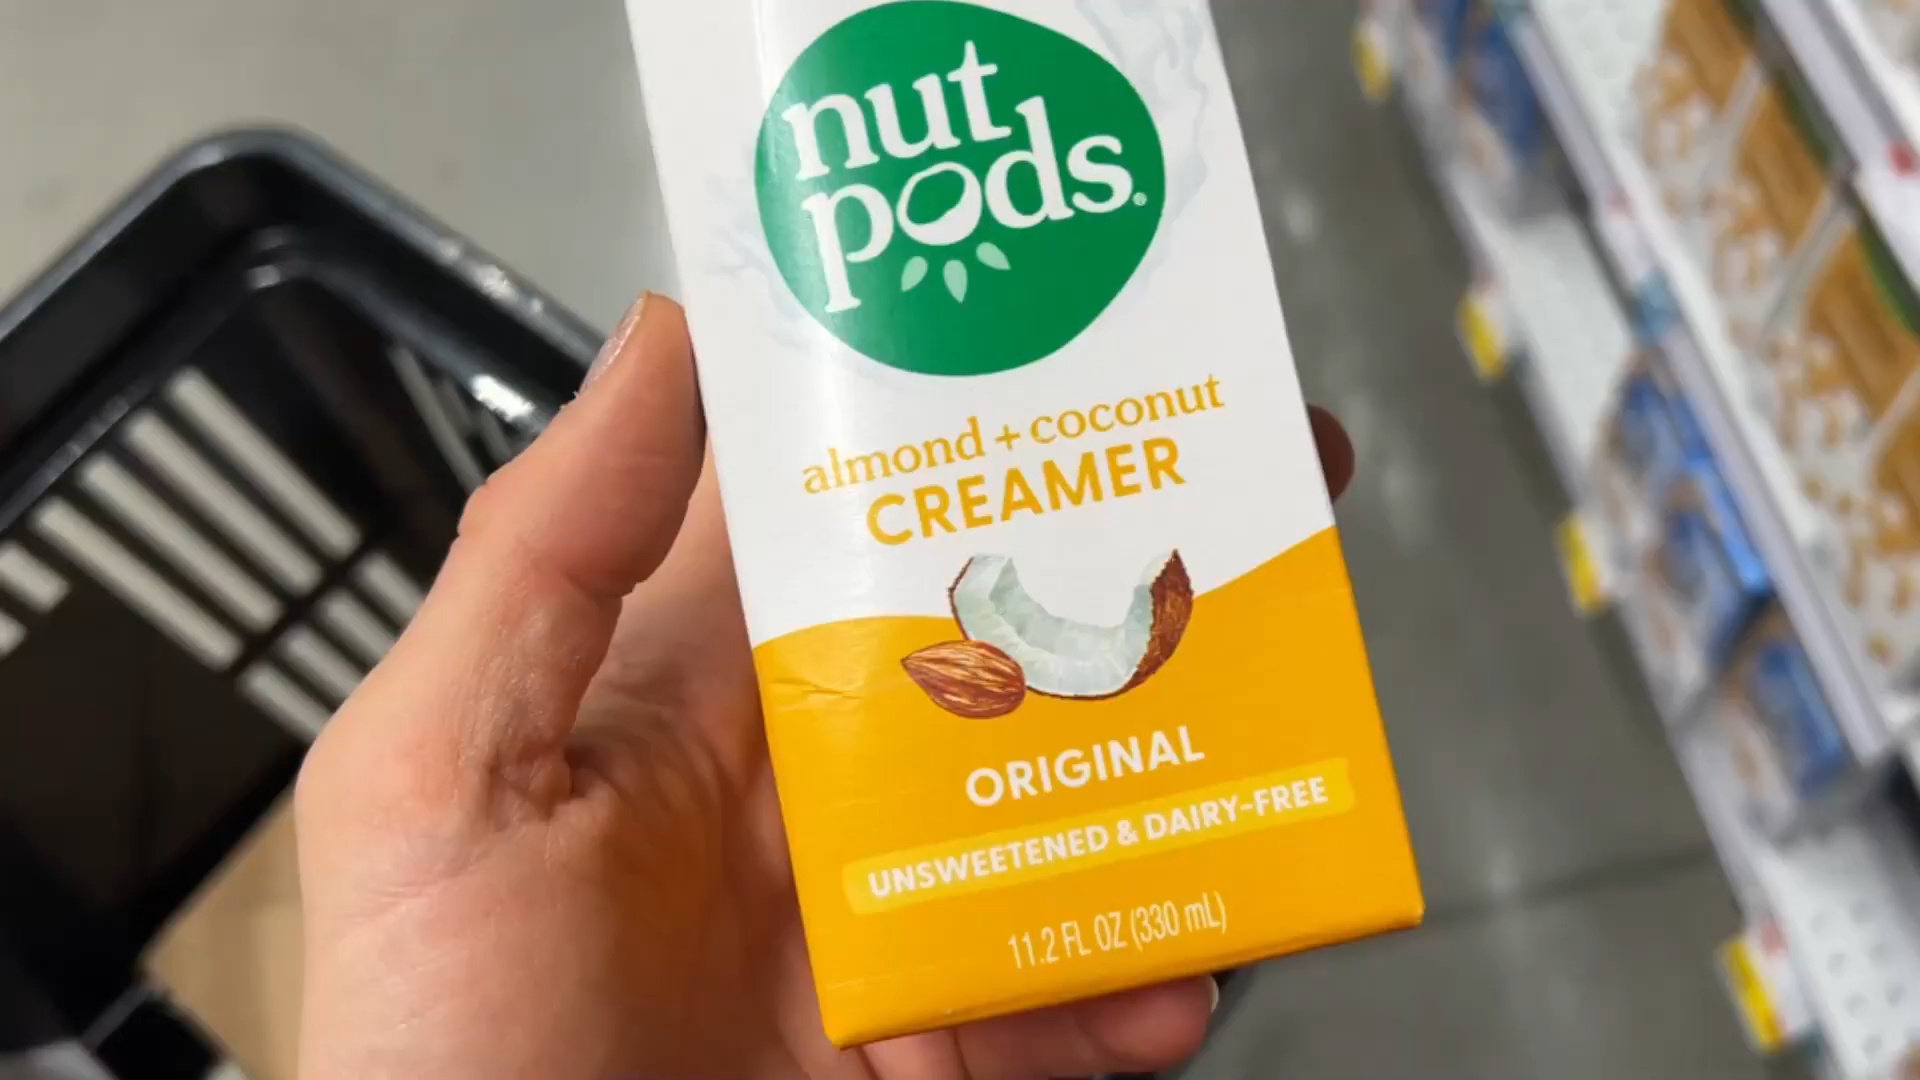 nut
pods®
almond + coconut
CREAMER
ORIGINAL
UNSWEETENED & DAIRY-FREE
11.2 FL OZ (330 mL)